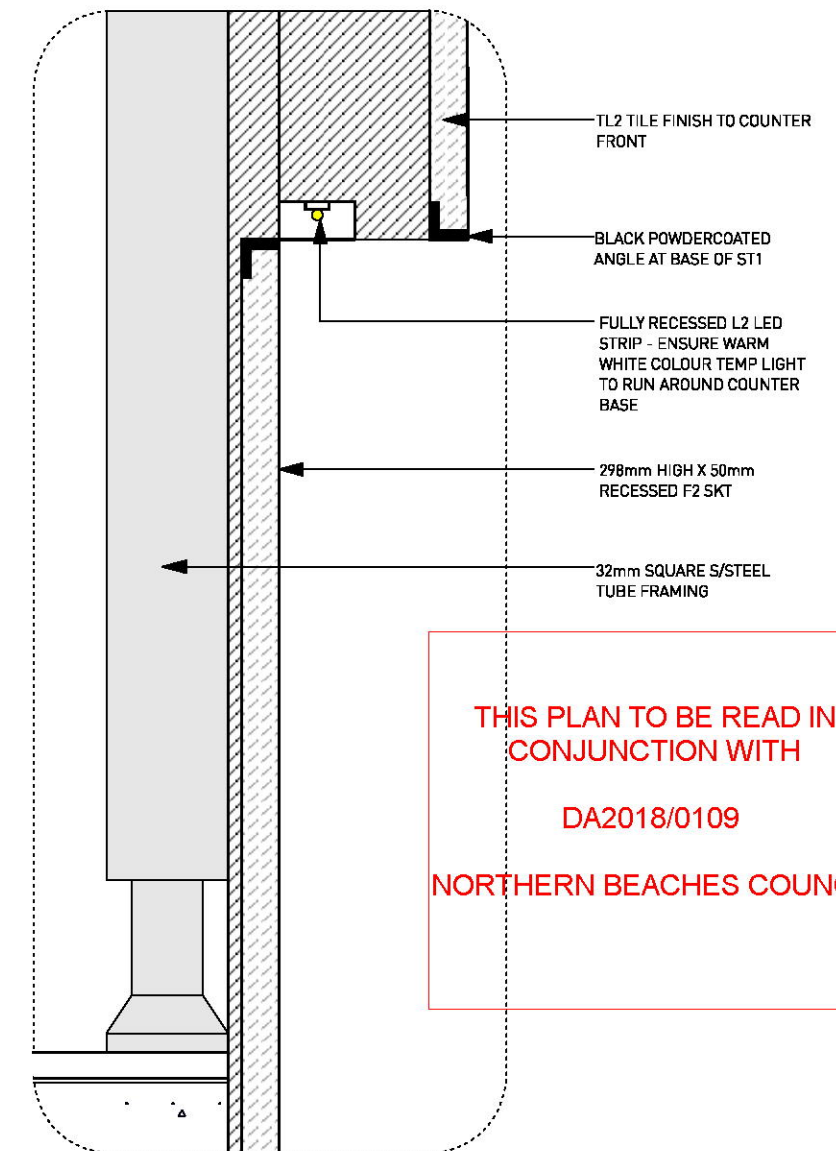 TL2 TILE FINISH TO COUNTER
FRONT
BLACK POWDERCOATED
ANGLE AT BASE OF ST1
FULLY RECESSED L2 LED
STRIP - ENSURE WARM
WHITE COLOUR TEMP LIGHT
TO RUN AROUND COUNTER
BASE
298mm HIGH X 50mm
RECESSED F2 SKT
32mm SQUARE S/STEEL
TUBE FRAMING
THIS PLAN TO BE READ IN
CONJUNCTION WITH
DA2018/0109
NORTHERN BEACHES